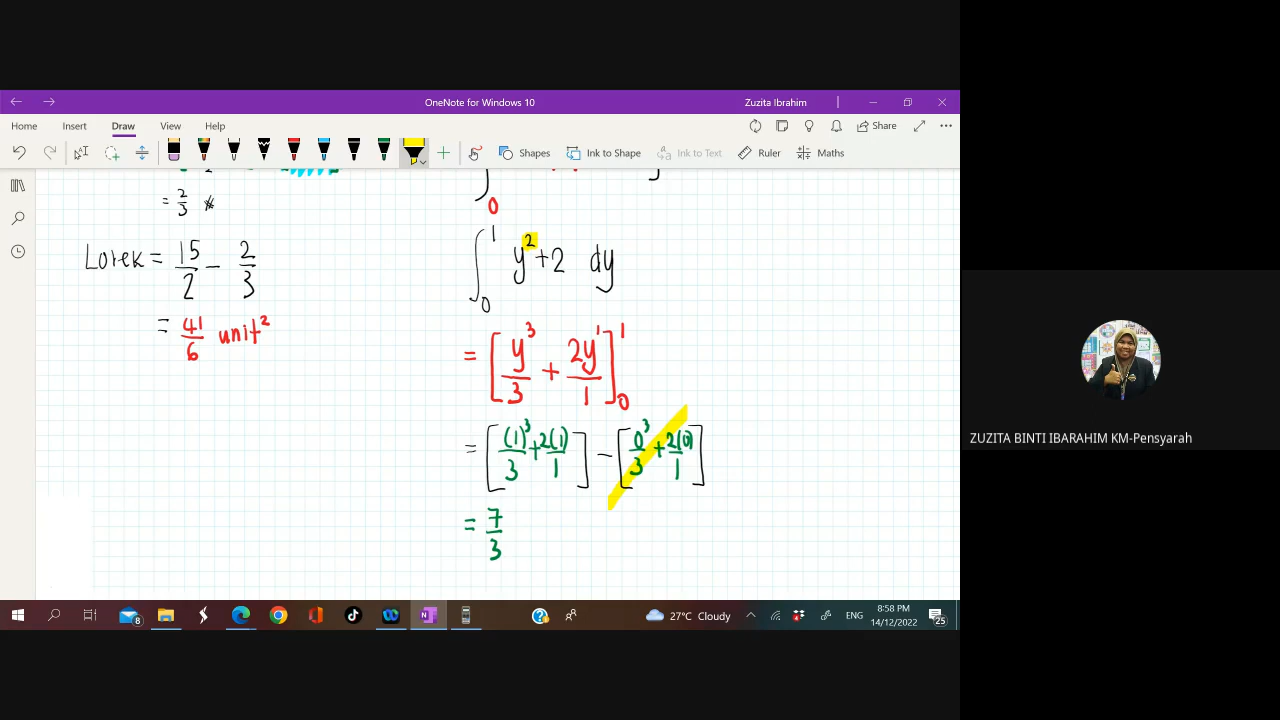 OneNote for Windows 10
Zuzita Ibrahim
Home Insert Draw View Help
Share
Shapes
Ink to Shape
Ink to Text
Ruler
Maths
= 2/3 *
0
Lorek = 15/2 - 2/3
= 41/6 unit²
∫₀¹ y²+2 dy
= [y³/3 + 2y¹/1]₀¹
= [(1)³/3 + 2(1)/1] - [0³/3 + 2(0)/1]
= 7/3
ZUZITA BINTI IBARAHIM KM-Pensyarah
8
27°C Cloudy
ENG
8:58 PM
14/12/2022
25